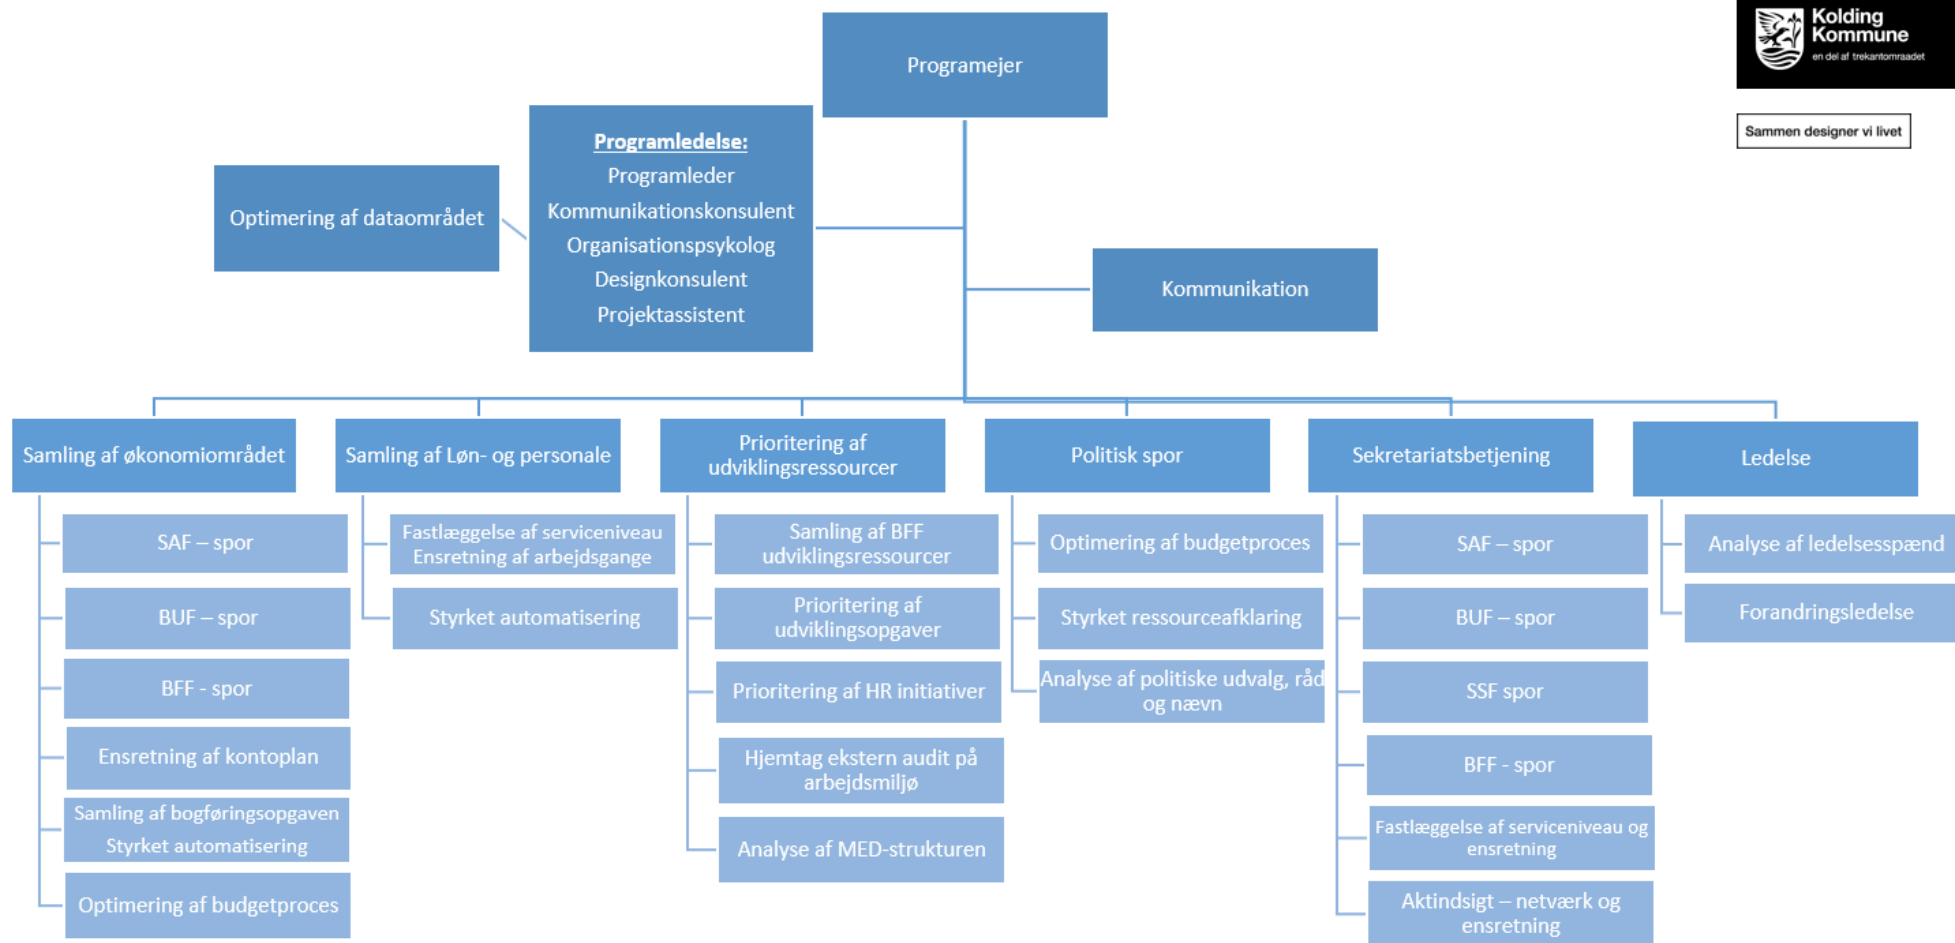 Kolding
Kommune
en del af trekantomraadet
Sammen designer vi livet
Programejer
Programledelse:
Programleder
Kommunikationskonsulent
Organisationspsykolog
Designkonsulent
Projektassistent
Optimering af dataområdet
Kommunikation
Samling af økonomiområdet
SAF – spor
BUF – spor
BFF - spor
Ensretning af kontoplan
Samling af bogføringsopgaven
Styrket automatisering
Optimering af budgetproces
Samling af Løn- og personale
Fastlæggelse af serviceniveau
Ensretning af arbejdsgange
Styrket automatisering
Prioritering af
udviklingsressourcer
Samling af BFF
udviklingsressourcer
Prioritering af
udviklingsopgaver
Prioritering af HR initiativer
Hjemtag ekstern audit på
arbejdsmiljø
Analyse af MED-strukturen
Politisk spor
Optimering af budgetproces
Styrket ressourceafklaring
Analyse af politiske udvalg, råd
og nævn
Sekretariatsbetjening
SAF – spor
BUF – spor
SSF spor
BFF - spor
Fastlæggelse af serviceniveau og
ensretning
Aktindsigt – netværk og
ensretning
Ledelse
Analyse af ledelsesspænd
Forandringsledelse